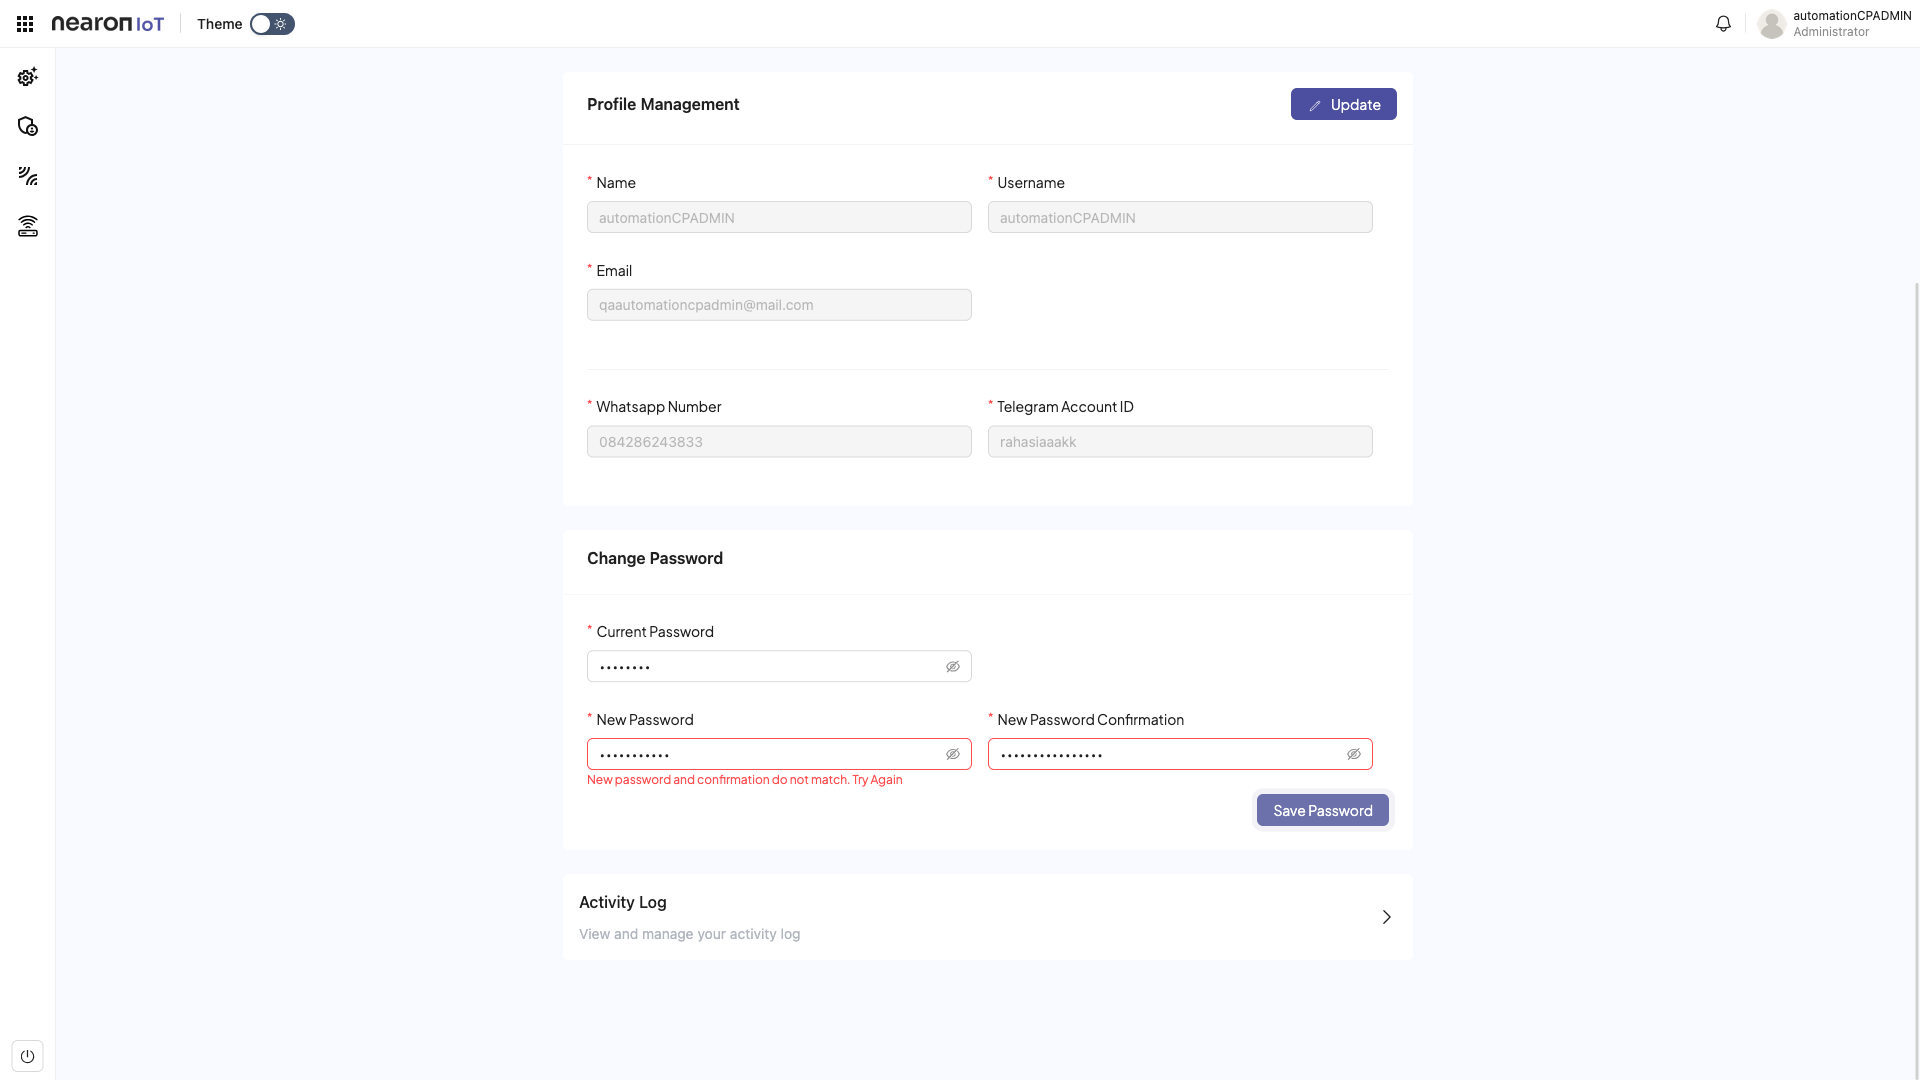 nearon IoT
Theme
automationCPADMIN
Administrator
Profile Management
Update
* Name
* Username
automationCPADMIN
automationCPADMIN
* Email
qaautomationcpadmin@mail.com
* Whatsapp Number
* Telegram Account ID
084286243833
rahasiaaakk
Change Password
* Current Password
••••••••
* New Password
* New Password Confirmation
•••••••••••
••••••••••••••••
New password and confirmation do not match. Try Again
Save Password
Activity Log
View and manage your activity log